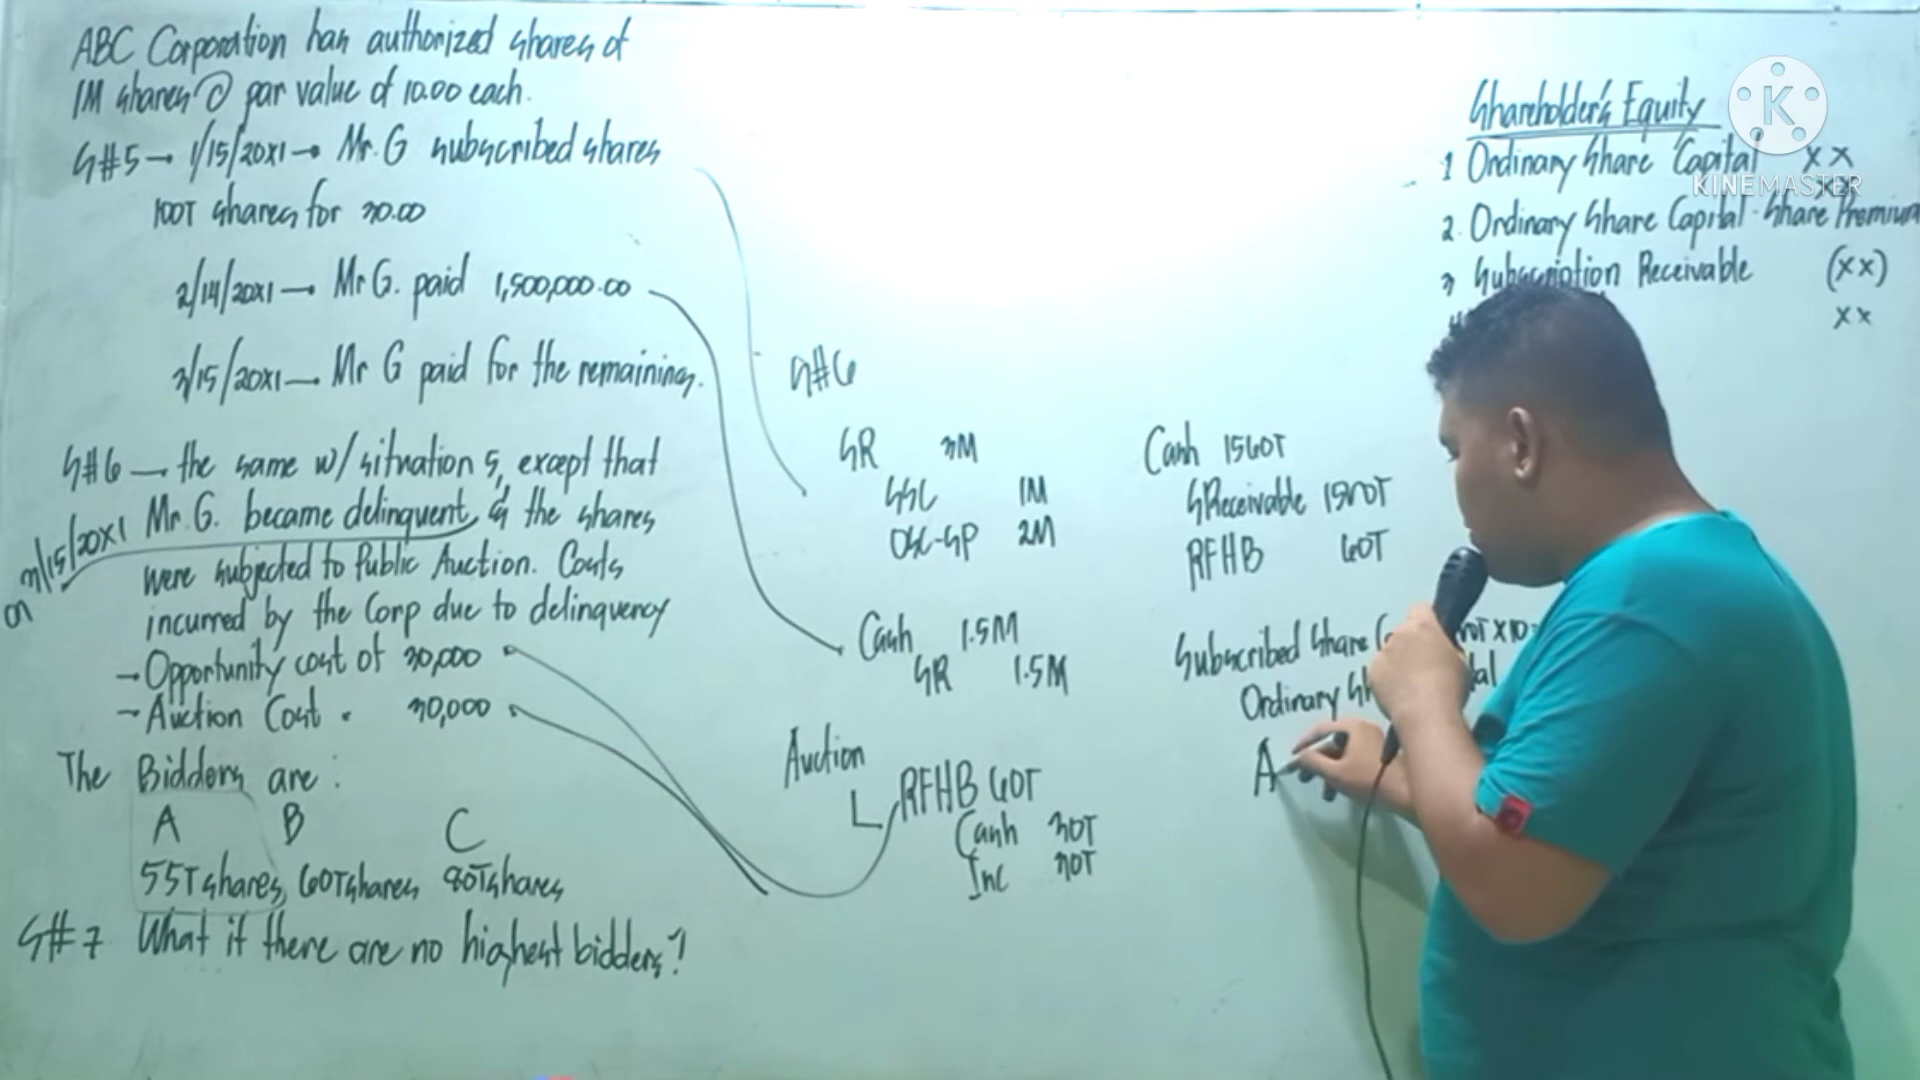 ABC Corporation has authorized shares of
1M shares @ par value of 10.00 each.
S#5 → 1/15/20X1 → Mr. G subscribed shares
100T shares for 30.00
2/14/20X1 → Mr G. paid 1,500,000.00
3/15/20X1 — Mr G paid for the remaining.
S#6 — the same w/ situation 5, except that
on 3/15/20X1 Mr. G. became delinquent, & the shares
were subjected to Public Auction. Costs
incurred by the Corp due to delinquency
- Opportunity cost of 30,000
- Auction Cost. 30,000
The Bidders are:
A B C
55T shares, 60T shares 80T shares
S#7 What if there are no highest bidders?
S#6
SR 3M
SSC 1M
OSC-SP 2M
Cash 1.5M
SR 1.5M
Auction
RFHB 60T
Cash 30T
Inc 30T
Cash 1560T
SReceivable 1500T
RFHB 60T
Subscribed Share X10
Ordinary
A
Shareholder's Equity
1 Ordinary Share Capital XX
2. Ordinary Share Capital - Share Premium
3 Subscription Receivable (XX)
XX
K
KINEMASTER